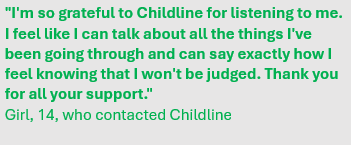 "I'm so grateful to Childline for listening to me.
I feel like I can talk about all the things I've
been going through and can say exactly how I
feel knowing that I won't be judged. Thank you
for all your support."
Girl, 14, who contacted Childline